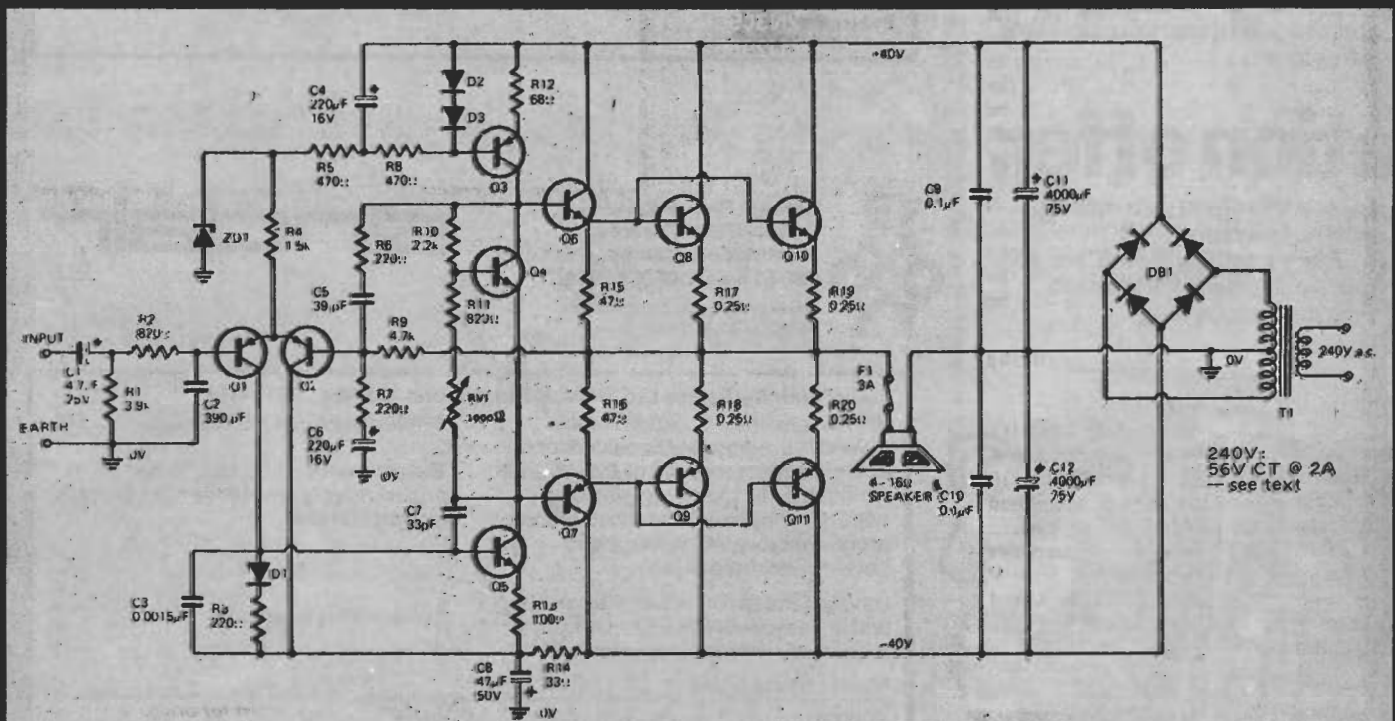 +40V
C4
220µF
16V
D2
D3
R12
68Ω
R5
470Ω
R8
470Ω
Q3
ZD1
R4
1.5k
R6
220Ω
R10
2.2k
Q4
Q6
Q8
Q10
C5
39pF
R11
820Ω
R15
47Ω
R17
0.25Ω
R19
0.25Ω
C9
0.1µF
C11
4000µF
75V
DB1
INPUT
R2
820Ω
C1
25V
R1
3.9k
Q1
Q2
R9
4.7k
F1
3A
0V
240V a.c.
T1
C2
390µF
R7
220Ω
RV1
R16
47Ω
R18
0.25Ω
R20
0.25Ω
EARTH
0V
C6
220µF
16V
0V
C7
33pF
Q7
Q9
Q11
4-16Ω
SPEAKER
C10
0.1µF
C12
4000µF
75V
240V:
56V CT @ 2A
— see text
D1
Q5
C3
0.0015µF
R3
220Ω
R13
100Ω
-40V
C8
47µF
50V
R14
33Ω
0V